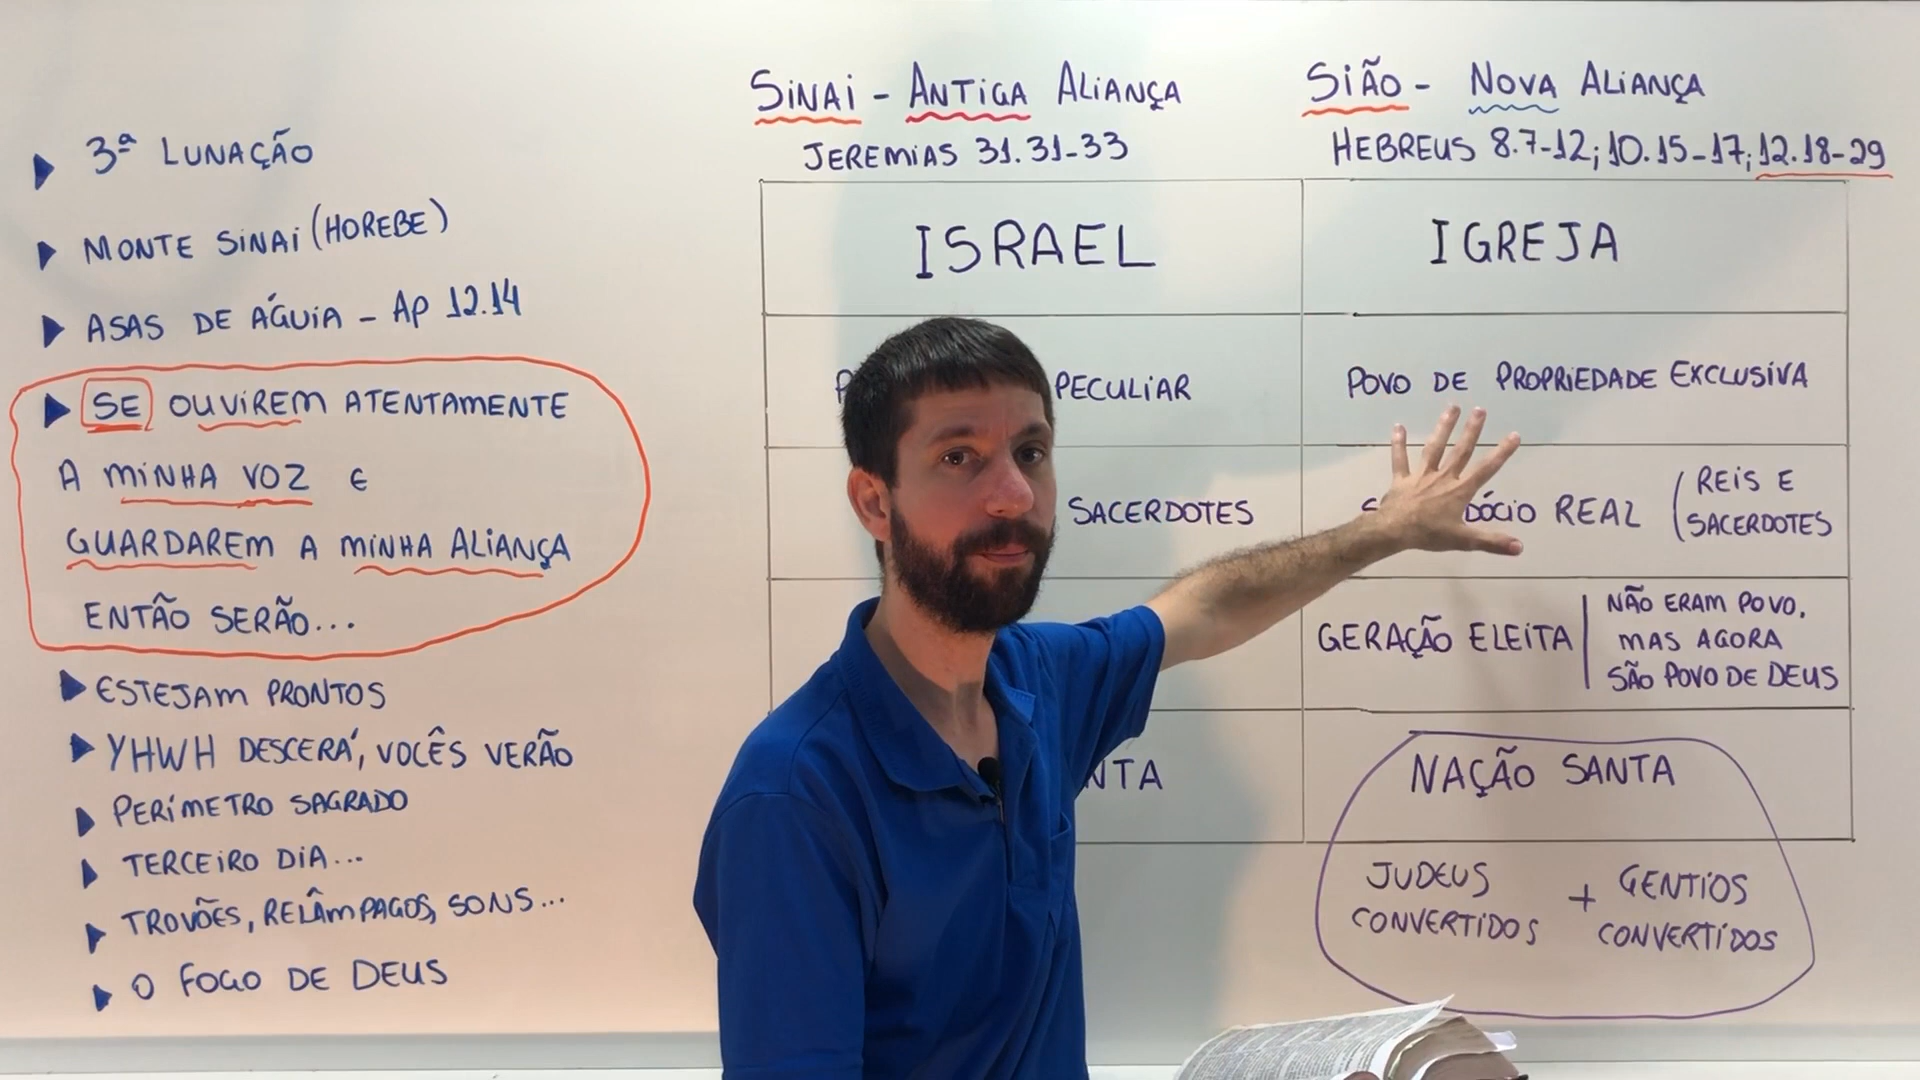 ▶ 3ª LUNAÇÃO
▶ MONTE SINAI (HOREBE)
▶ ASAS DE ÁGUIA - AP 12.14
▶ SE OUVIREM ATENTAMENTE
A MINHA VOZ E
GUARDAREM A MINHA ALIANÇA
ENTÃO SERÃO...
▶ ESTEJAM PRONTOS
▶ YHWH DESCERÁ, VOCÊS VERÃO
▶ PERÍMETRO SAGRADO
▶ TERCEIRO DIA...
▶ TROVÕES, RELÂMPAGOS, SONS...
▶ O FOGO DE DEUS
SINAI - ANTIGA ALIANÇA
JEREMIAS 31.31-33
ISRAEL
PECULIAR
SACERDOTES
SIÃO - NOVA ALIANÇA
HEBREUS 8.7-12; 10.15-17; 12.18-29
IGREJA
POVO DE PROPRIEDADE EXCLUSIVA
REAL
(REIS E
SACERDOTES
GERAÇÃO ELEITA
NÃO ERAM POVO,
MAS AGORA
SÃO POVO DE DEUS
NAÇÃO SANTA
JUDEUS
CONVERTIDOS
+
GENTIOS
CONVERTIDOS